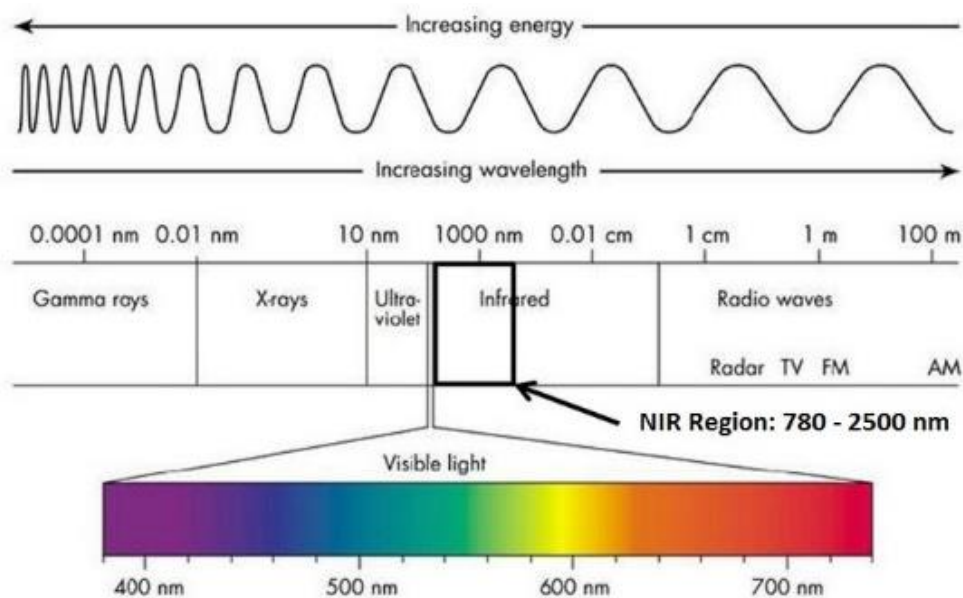 Increasing energy
Increasing wavelength
0.0001 nm 0.01 nm 10 nm 1000 nm 0.01 cm 1 cm 1 m 100 m
Gamma rays X-rays Ultra- Infrared Radio waves
violet
Radar TV FM AM
NIR Region: 780 - 2500 nm
Visible light
400 nm 500 nm 600 nm 700 nm